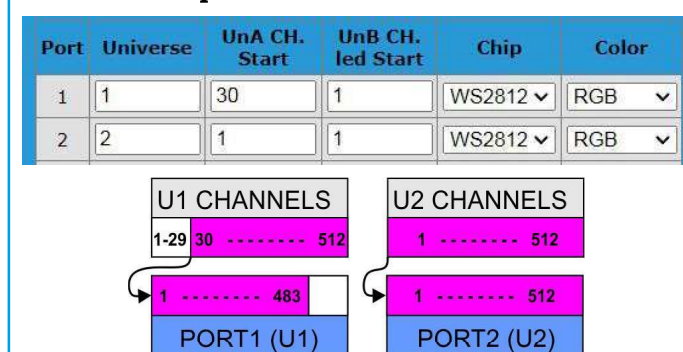 Port Universe UnA CH. Start UnB CH. led Start Chip Color
1 1 30 1 WS2812 RGB
2 2 1 1 WS2812 RGB
U1 CHANNELS U2 CHANNELS
1-29 30 - - - - - - - - 512 1 - - - - - - - - 512
1 - - - - - - - - 483 1 - - - - - - - - 512
PORT1 (U1) PORT2 (U2)